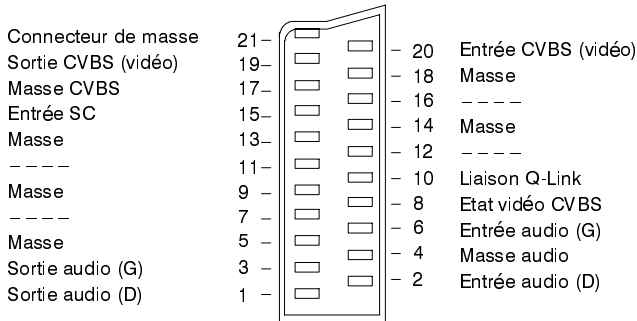 Connecteur de masse 21
Sortie CVBS (vidéo) 19
Masse CVBS 17
Entrée SC 15
Masse 13
---- 11
Masse 9
---- 7
Masse 5
Sortie audio (G) 3
Sortie audio (D) 1
20 Entrée CVBS (vidéo)
18 Masse
16 ----
14 Masse
12 ----
10 Liaison Q-Link
8 Etat vidéo CVBS
6 Entrée audio (G)
4 Masse audio
2 Entrée audio (D)